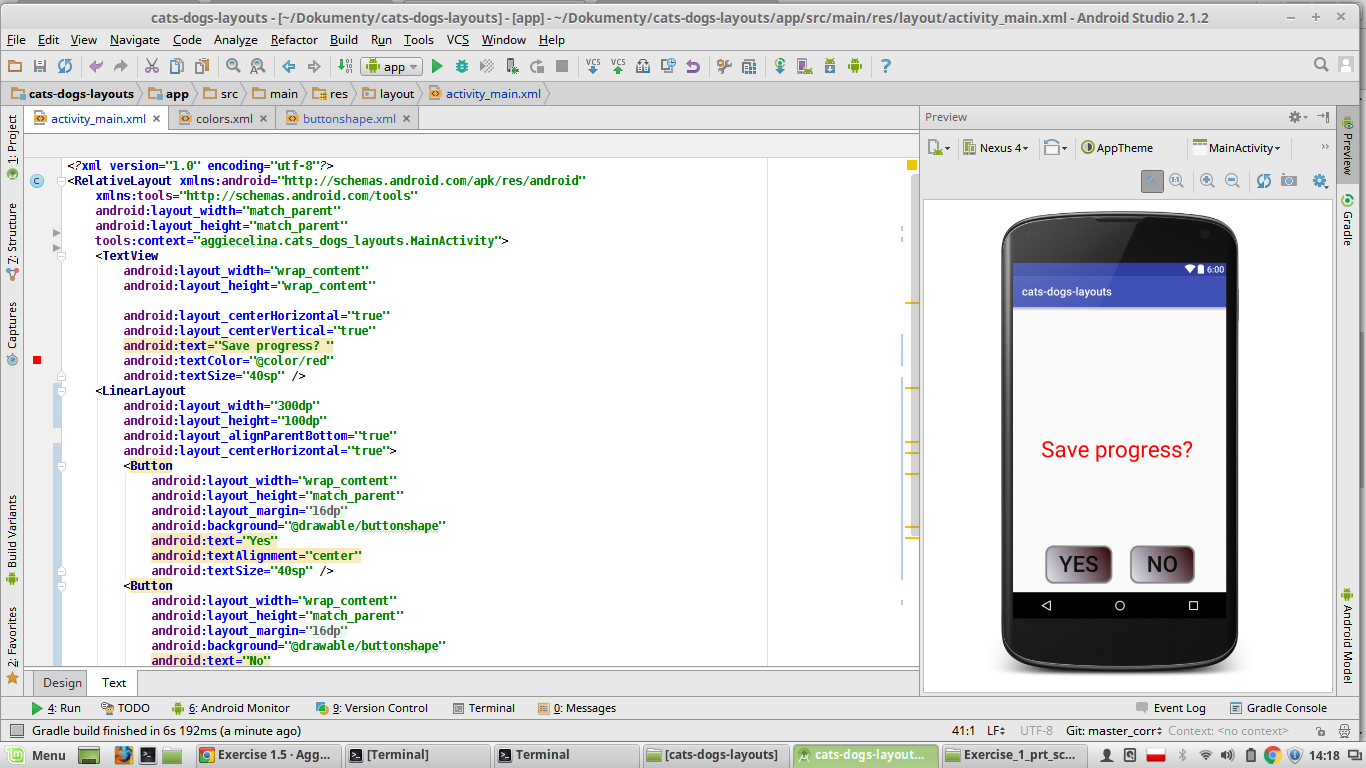 cats-dogs-layouts - [~/Dokumenty/cats-dogs-layouts] - [app] - ~/Dokumenty/cats-dogs-layouts/app/src/main/res/layout/activity_main.xml - Android Studio 2.1.2
File Edit View Navigate Code Analyze Refactor Build Run Tools VCS Window Help
app
VCS VCS
cats-dogs-layouts app src main res layout activity_main.xml
activity_main.xml colors.xml buttonshape.xml
<?xml version="1.0" encoding="utf-8"?>
<RelativeLayout xmlns:android="http://schemas.android.com/apk/res/android"
xmlns:tools="http://schemas.android.com/tools"
android:layout_width="match_parent"
android:layout_height="match_parent"
tools:context="aggiecelina.cats_dogs_layouts.MainActivity">
<TextView
android:layout_width="wrap_content"
android:layout_height="wrap_content"
android:layout_centerHorizontal="true"
android:layout_centerVertical="true"
android:text="Save progress? "
android:textColor="@color/red"
android:textSize="40sp" />
<LinearLayout
android:layout_width="300dp"
android:layout_height="100dp"
android:layout_alignParentBottom="true"
android:layout_centerHorizontal="true">
<Button
android:layout_width="wrap_content"
android:layout_height="match_parent"
android:layout_margin="16dp"
android:background="@drawable/buttonshape"
android:text="Yes"
android:textAlignment="center"
android:textSize="40sp" />
<Button
android:layout_width="wrap_content"
android:layout_height="match_parent"
android:layout_margin="16dp"
android:background="@drawable/buttonshape"
android:text="No"
1: Project
7: Structure
Captures
Build Variants
2: Favorites
C
Preview
Nexus 4 AppTheme MainActivity
1:1
6:00
cats-dogs-layouts
Save progress?
YES NO
Preview
Gradle
Android Model
Design Text
4: Run TODO 6: Android Monitor 9: Version Control Terminal 0: Messages Event Log Gradle Console
Gradle build finished in 6s 192ms (a minute ago) 41:1 LF UTF-8 Git: master_corr Context: <no context>
Menu Exercise 1.5 - Agg... [Terminal] Terminal [cats-dogs-layouts] cats-dogs-layout... Exercise_1_prt_sc... 14:18